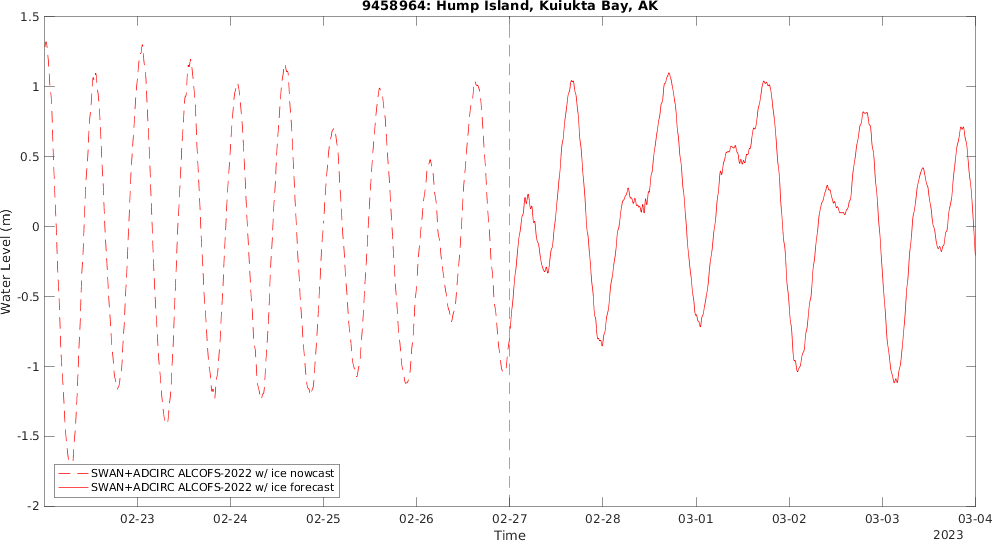 9458964: Hump Island, Kuiukta Bay, AK
1.5
1
0.5
0
-0.5
-1
-1.5
-2
Water Level (m)
SWAN+ADCIRC ALCOFS-2022 w/ ice nowcast
SWAN+ADCIRC ALCOFS-2022 w/ ice forecast
02-23 02-24 02-25 02-26 02-27 02-28 03-01 03-02 03-03 03-04
Time
2023